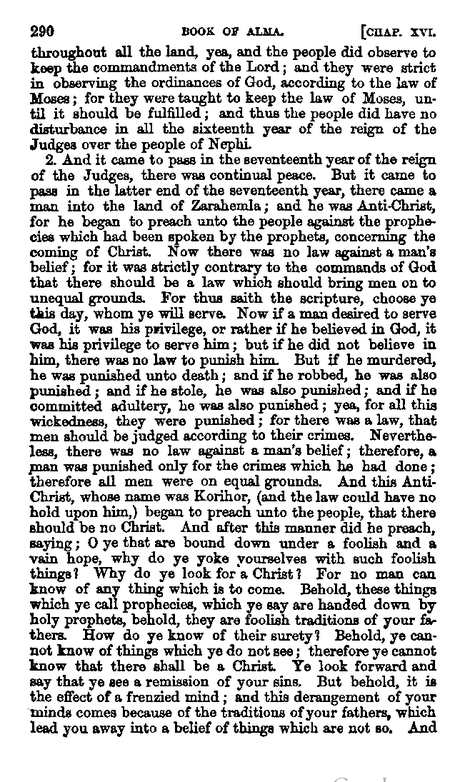 290 BOOK OF ALMA. [CHAP. XVI.
throughout all the land, yea, and the people did observe to
keep the commandments of the Lord; and they were strict
in observing the ordinances of God, according to the law of
Moses; for they were taught to keep the law of Moses, un-
til it should be fulfilled; and thus the people did have no
disturbance in all the sixteenth year of the reign of the
Judges over the people of Nephi.
2. And it came to pass in the seventeenth year of the reign
of the Judges, there was continual peace. But it came to
pass in the latter end of the seventeenth year, there came a
man into the land of Zarahemla; and he was Anti-Christ,
for he began to preach unto the people against the prophe-
cies which had been spoken by the prophets, concerning the
coming of Christ. Now there was no law against a man's
belief; for it was strictly contrary to the commands of God
that there should be a law which should bring men on to
unequal grounds. For thus saith the scripture, choose ye
this day, whom ye will serve. Now if a man desired to serve
God, it was his privilege, or rather if he believed in God, it
was his privilege to serve him; but if he did not believe in
him, there was no law to punish him. But if he murdered,
he was punished unto death; and if he robbed, he was also
punished; and if he stole, he was also punished; and if he
committed adultery, he was also punished; yea, for all this
wickedness, they were punished; for there was a law, that
men should be judged according to their crimes. Neverthe-
less, there was no law against a man's belief; therefore, a
man was punished only for the crimes which he had done;
therefore all men were on equal grounds. And this Anti-
Christ, whose name was Korihor, (and the law could have no
hold upon him,) began to preach unto the people, that there
should be no Christ. And after this manner did he preach,
saying; O ye that are bound down under a foolish and a
vain hope, why do ye yoke yourselves with such foolish
things? Why do ye look for a Christ? For no man can
know of any thing which is to come. Behold, these things
which ye call prophecies, which ye say are handed down by
holy prophets, behold, they are foolish traditions of your fa-
thers. How do ye know of their surety? Behold, ye can-
not know of things which ye do not see; therefore ye cannot
know that there shall be a Christ. Ye look forward and
say that ye see a remission of your sins. But behold, it is
the effect of a frenzied mind; and this derangement of your
minds comes because of the traditions of your fathers, which
lead you away into a belief of things which are not so. And